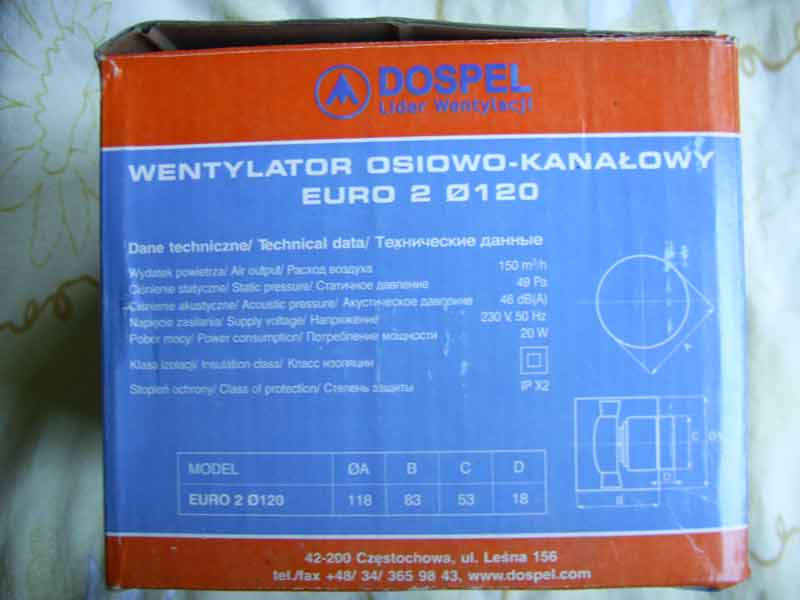 DOSPEL
Lider Wentylacji
WENTYLATOR OSIOWO-KANAŁOWY
EURO 2 Ø120
Dane techniczne/ Technical data/ Технические данные
Wydatek powietrza/ Air output/ Расход воздуха 150 m³/h
Ciśnienie statyczne/ Static pressure/ Статичное давление 49 Pa
Ciśnienie akustyczne/ Acoustic pressure/ Акустическое давление 46 dB(A)
Napięcie zasilania/ Supply voltage/ Напряжение 230 V, 50 Hz
Pobór mocy/ Power consumption/ Потребление мощности 20 W
Klasa izolacji/ Insulation class/ Класс изоляции
Stopień ochrony/ Class of protection/ Степень защиты IP X2
A
C
D
B
MODEL ØA B C D
EURO 2 Ø120 118 83 53 18
42-200 Częstochowa, ul. Leśna 156
tel./fax +48/ 34/ 365 98 43, www.dospel.com